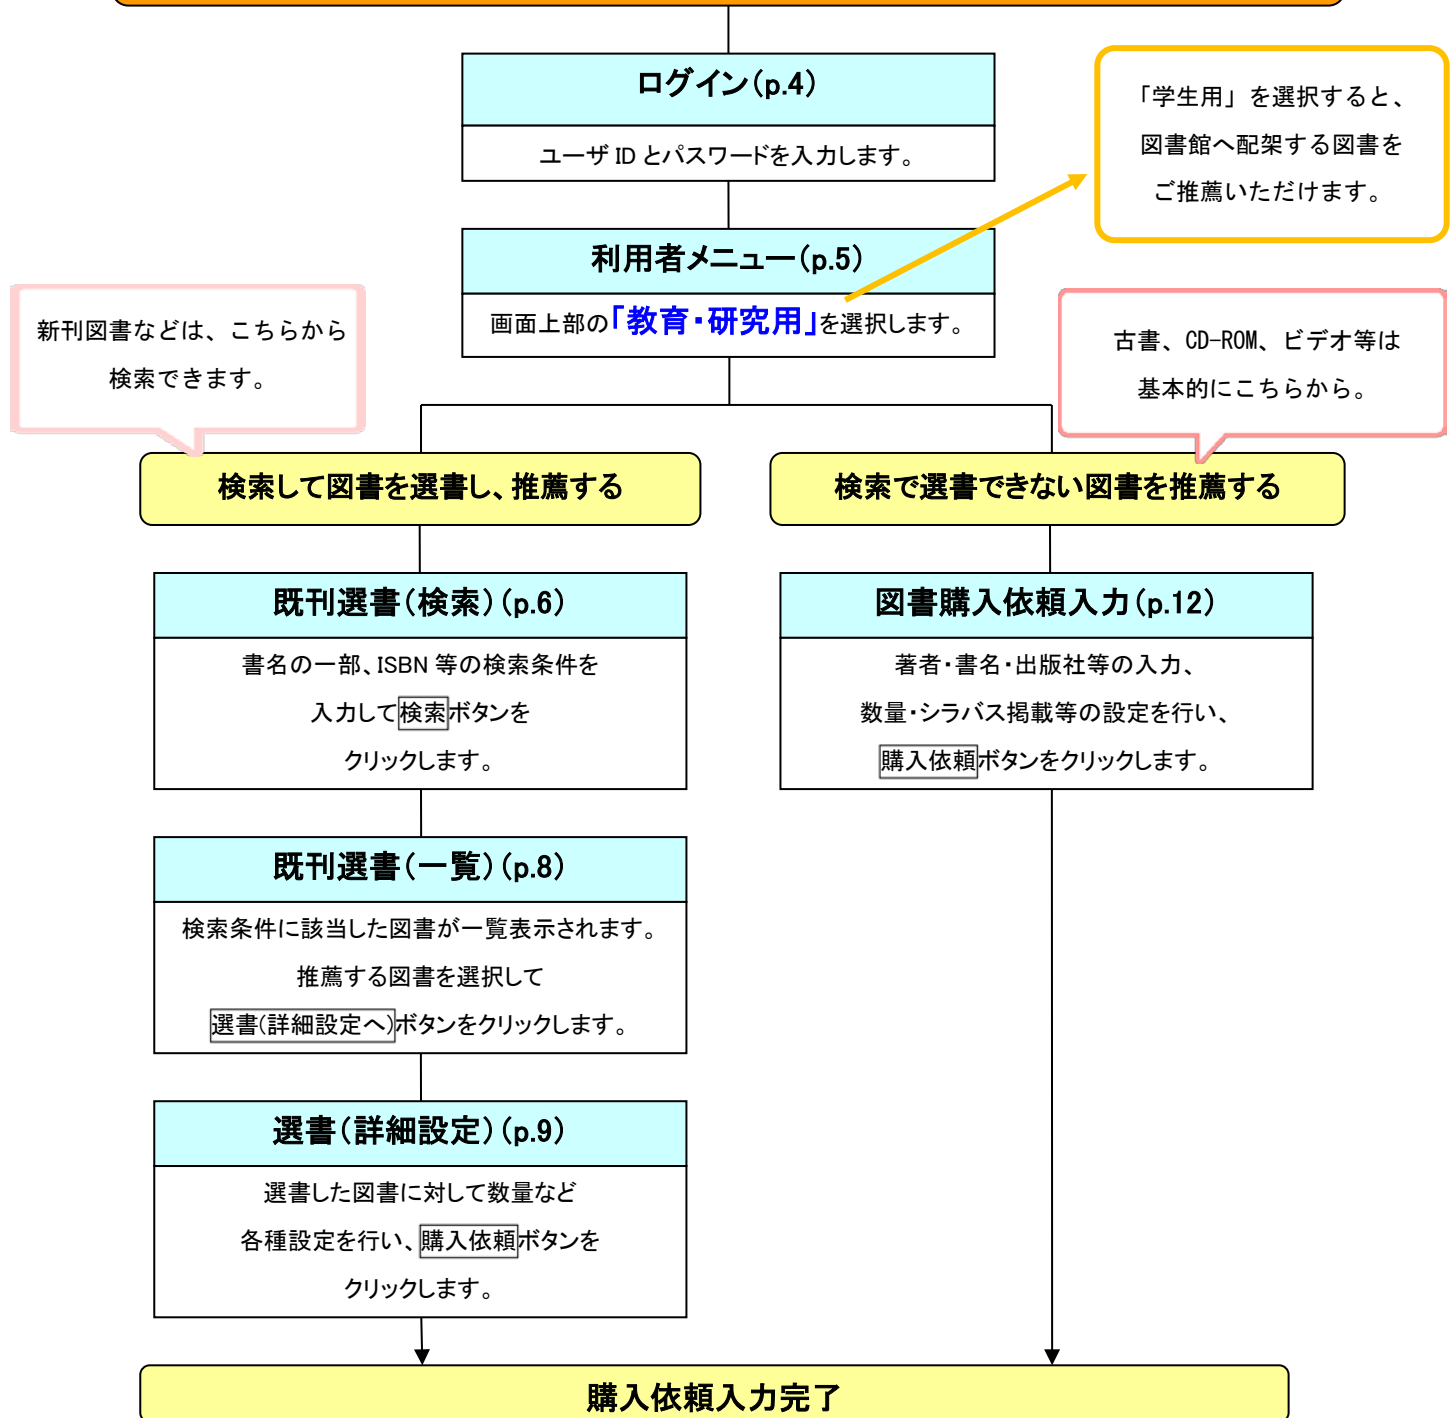 ログイン(p.4)
ユーザ ID とパスワードを入力します。
「学生用」を選択すると、
図書館へ配架する図書を
ご推薦いただけます。
利用者メニュー(p.5)
画面上部の「教育・研究用」を選択します。
新刊図書などは、こちらから
検索できます。
古書、CD-ROM、ビデオ等は
基本的にこちらから。
検索して図書を選書し、推薦する
検索で選書できない図書を推薦する
既刊選書(検索)(p.6)
書名の一部、ISBN 等の検索条件を
入力して検索ボタンを
クリックします。
図書購入依頼入力(p.12)
著者・書名・出版社等の入力、
数量・シラバス掲載等の設定を行い、
購入依頼ボタンをクリックします。
既刊選書(一覧)(p.8)
検索条件に該当した図書が一覧表示されます。
推薦する図書を選択して
選書(詳細設定へ)ボタンをクリックします。
選書(詳細設定)(p.9)
選書した図書に対して数量など
各種設定を行い、購入依頼ボタンを
クリックします。
購入依頼入力完了